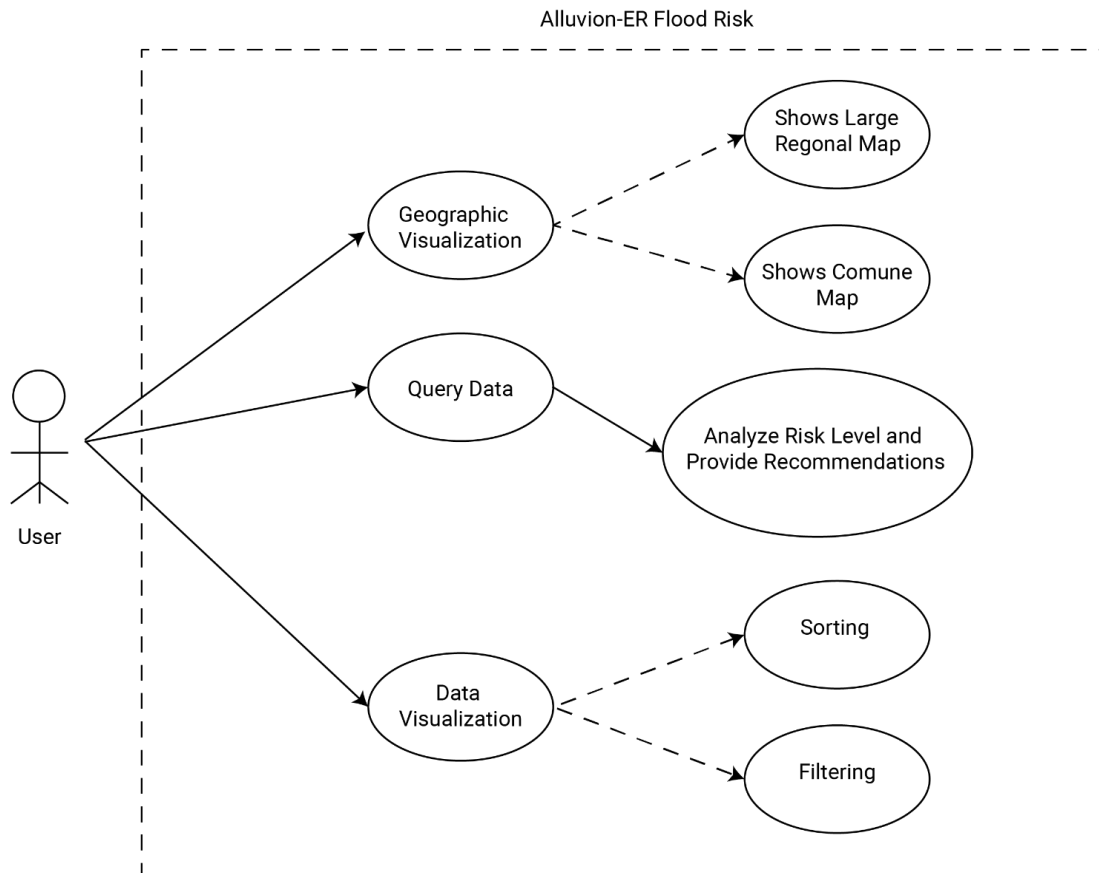 Alluvion-ER Flood Risk
Shows Large
Regonal Map
Geographic
Visualization
Shows Comune
Map
Query Data
Analyze Risk Level and
Provide Recommendations
User
Sorting
Data
Visualization
Filtering